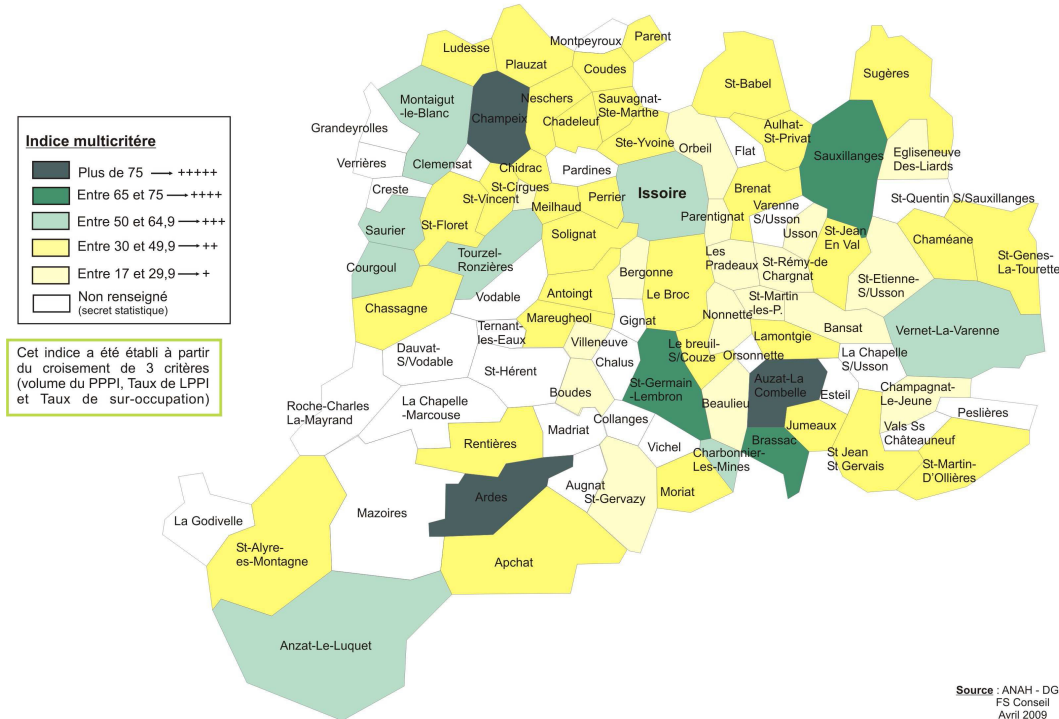 Indice multicritére
Plus de 75 → +++++
Entre 65 et 75 → ++++
Entre 50 et 64,9 → +++
Entre 30 et 49,9 → ++
Entre 17 et 29,9 → +
Non renseigné
(secret statistique)
Cet indice a été établi à partir
du croisement de 3 critères
(volume du PPPI, Taux de LPPI
et Taux de sur-occupation)
Ludesse
Plauzat
Montpeyroux
Parent
Coudes
Montaigut
-le-Blanc
Champeix
Neschers
Chadeleuf
Sauvagnat-
Ste-Marthe
St-Babel
Sugères
Grandeyrolles
Verrières
Clemensat
Chidrac
Pardines
Ste-Yvoine
Orbeil
Flat
Aulhat-
St-Privat
Sauxillanges
Egliseneuve
Des-Liards
Creste
St-Cirgues
St-Vincent
Meilhaud
Perrier
Issoire
Brenat
Varenne
S/Usson
Usson
St-Quentin S/Sauxillanges
Saurier
St-Floret
Solignat
Parentignat
St-Jean
En Val
Chaméane
St-Genes-
La-Tourette
Courgoul
Tourzel-
Ronzières
Bergonne
Les
Pradeaux
St-Rémy-de
Chargnat
St-Etienne-
S/Usson
Chassagne
Vodable
Antoingt
Le Broc
St-Martin
-les-P.
Nonnette
Bansat
Vernet-La-Varenne
Ternant
-les-Eaux
Mareugheol
Gignat
Villeneuve
Le breuil-
S/Couze
Lamontgie
Orsonnette
La Chapelle
S/Usson
Dauvat-
S/Vodable
St-Hérent
Chalus
St-Germain
-Lembron
Auzat-La
Combelle
Champagnat-
Le-Jeune
Roche-Charles
La-Mayrand
La Chapelle
-Marcouse
Boudes
Beaulieu
Esteil
Peslières
Rentières
Madriat
Collanges
Vichel
Charbonnier-
Les-Mines
Brassac
Jumeaux
Vals Ss
Châteauneuf
St Jean
St Gervais
St-Martin-
D'Ollières
Ardes
Augnat
St-Gervazy
Moriat
La Godivelle
Mazoires
St-Alyre-
es-Montagne
Apchat
Anzat-Le-Luquet
Source : ANAH - DG
FS Conseil
Avril 2009